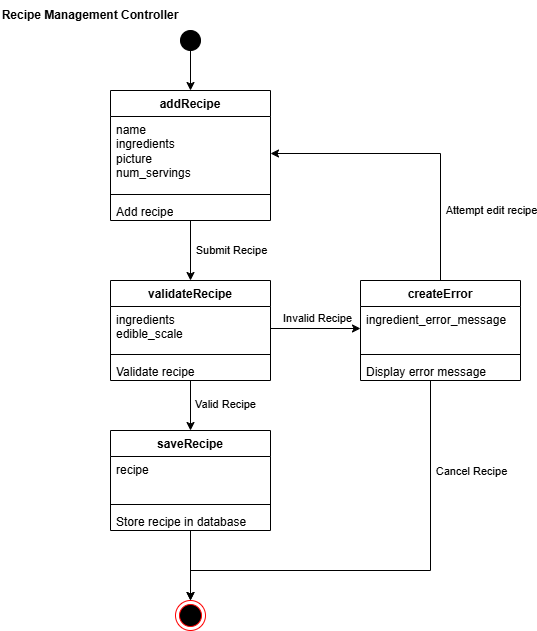 Recipe Management Controller
addRecipe
name
ingredients
picture
num_servings
Add recipe
Attempt edit recipe
Submit Recipe
validateRecipe
ingredients
edible_scale
Validate recipe
Invalid Recipe
createError
ingredient_error_message
Display error message
Valid Recipe
saveRecipe
recipe
Store recipe in database
Cancel Recipe